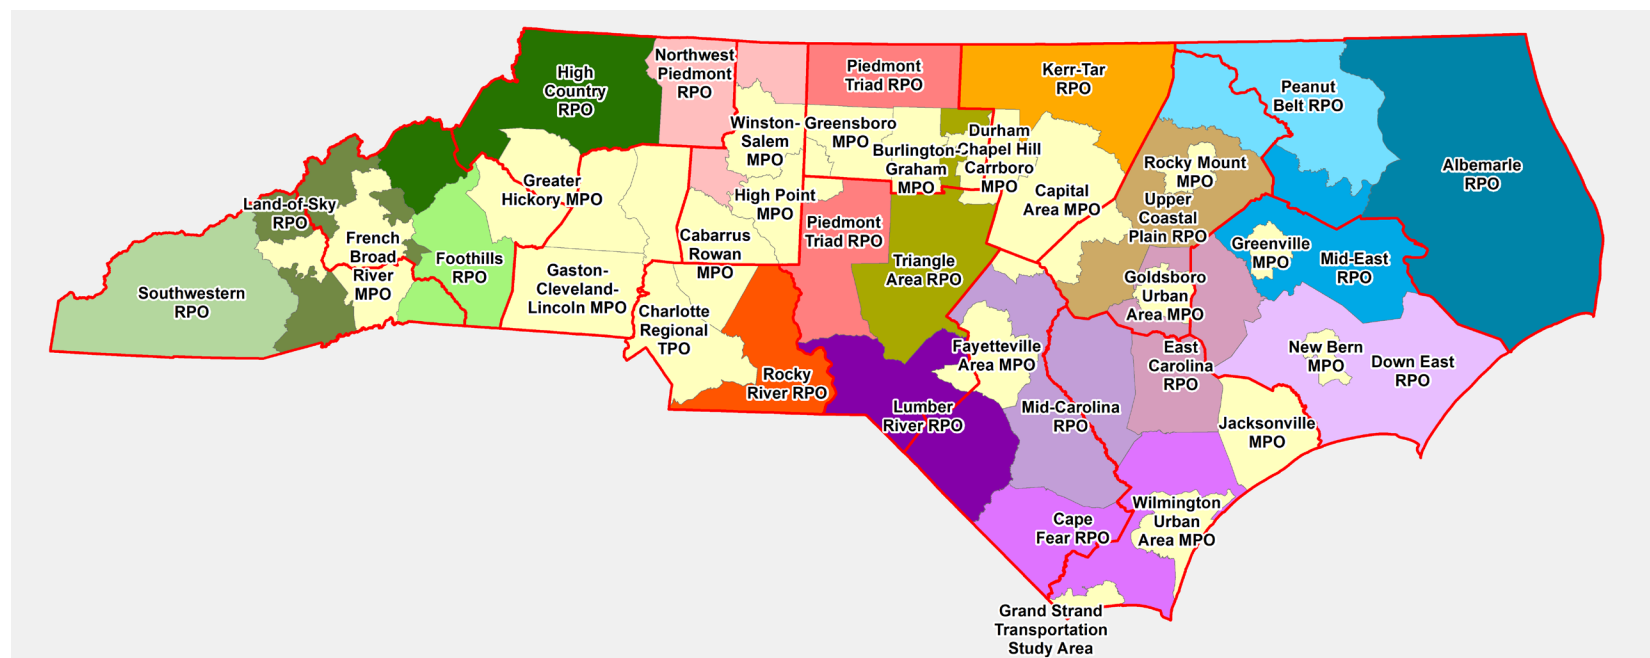 High
Country
RPO
Northwest
Piedmont
RPO
Piedmont
Triad RPO
Kerr-Tar
RPO
Peanut
Belt RPO
Albemarle
RPO
Winston-
Salem
MPO
Greensboro
MPO
Burlington-
Graham
MPO
Durham
Chapel Hill
Carrboro
MPO
Capital
Area MPO
Rocky Mount
MPO
Upper
Coastal
Plain RPO
Greater
Hickory MPO
High Point
MPO
Land-of-Sky
RPO
French
Broad
River
MPO
Foothills
RPO
Southwestern
RPO
Gaston-
Cleveland-
Lincoln MPO
Cabarrus
Rowan
MPO
Piedmont
Triad RPO
Triangle
Area RPO
Greenville
MPO
Mid-East
RPO
Goldsboro
Urban
Area MPO
Charlotte
Regional
TPO
Rocky
River RPO
Fayetteville
Area MPO
East
Carolina
RPO
New Bern
MPO
Down East
RPO
Lumber
River RPO
Mid-Carolina
RPO
Jacksonville
MPO
Cape
Fear RPO
Wilmington
Urban
Area MPO
Grand Strand
Transportation
Study Area